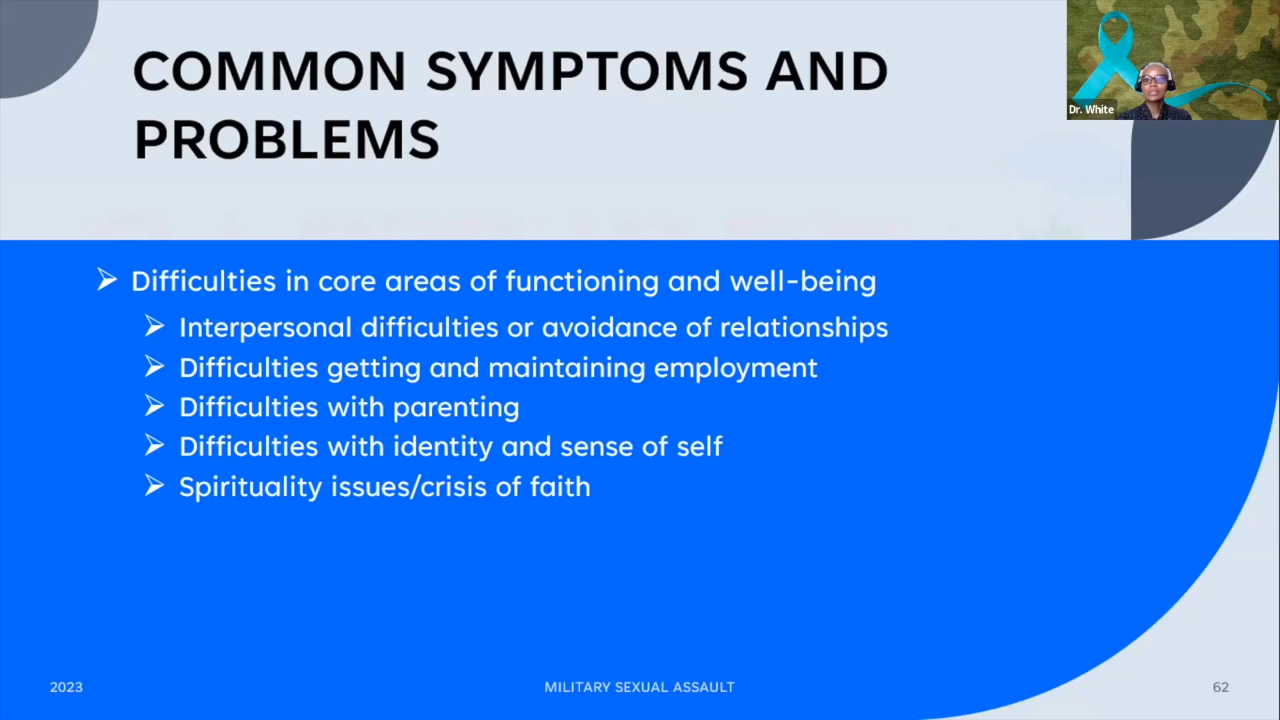 COMMON SYMPTOMS AND
PROBLEMS
Dr. White
Difficulties in core areas of functioning and well-being
Interpersonal difficulties or avoidance of relationships
Difficulties getting and maintaining employment
Difficulties with parenting
Difficulties with identity and sense of self
Spirituality issues/crisis of faith
2023
MILITARY SEXUAL ASSAULT
62